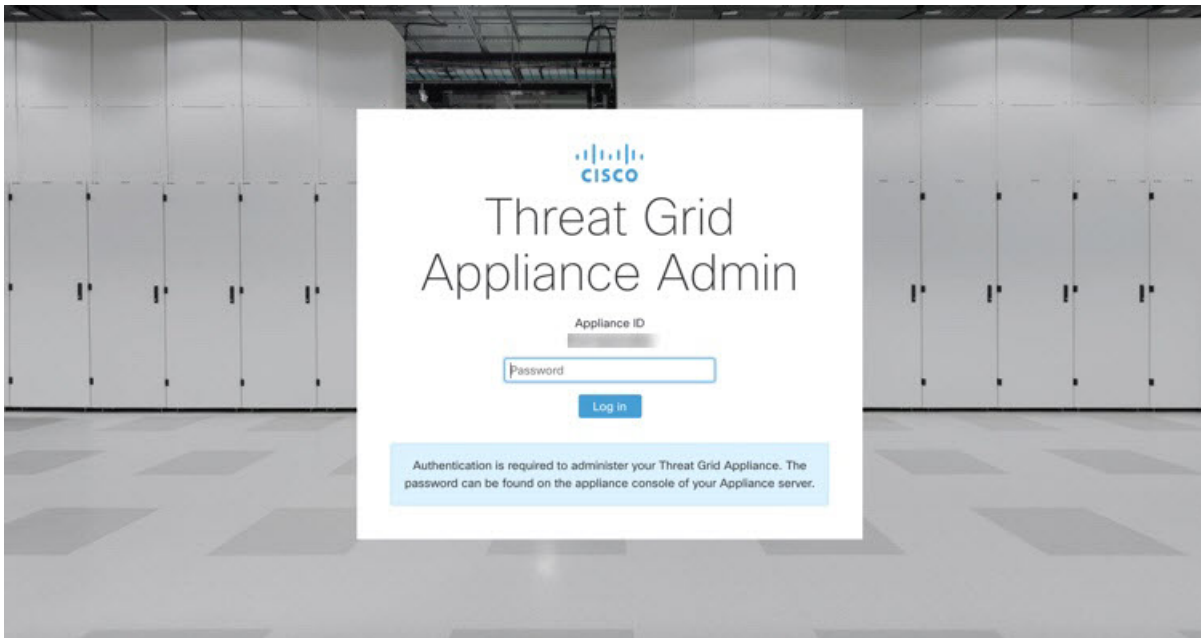 CISCO
Threat Grid
Appliance Admin
Appliance ID
Password
Log in
Authentication is required to administer your Threat Grid Appliance. The
password can be found on the appliance console of your Appliance server.